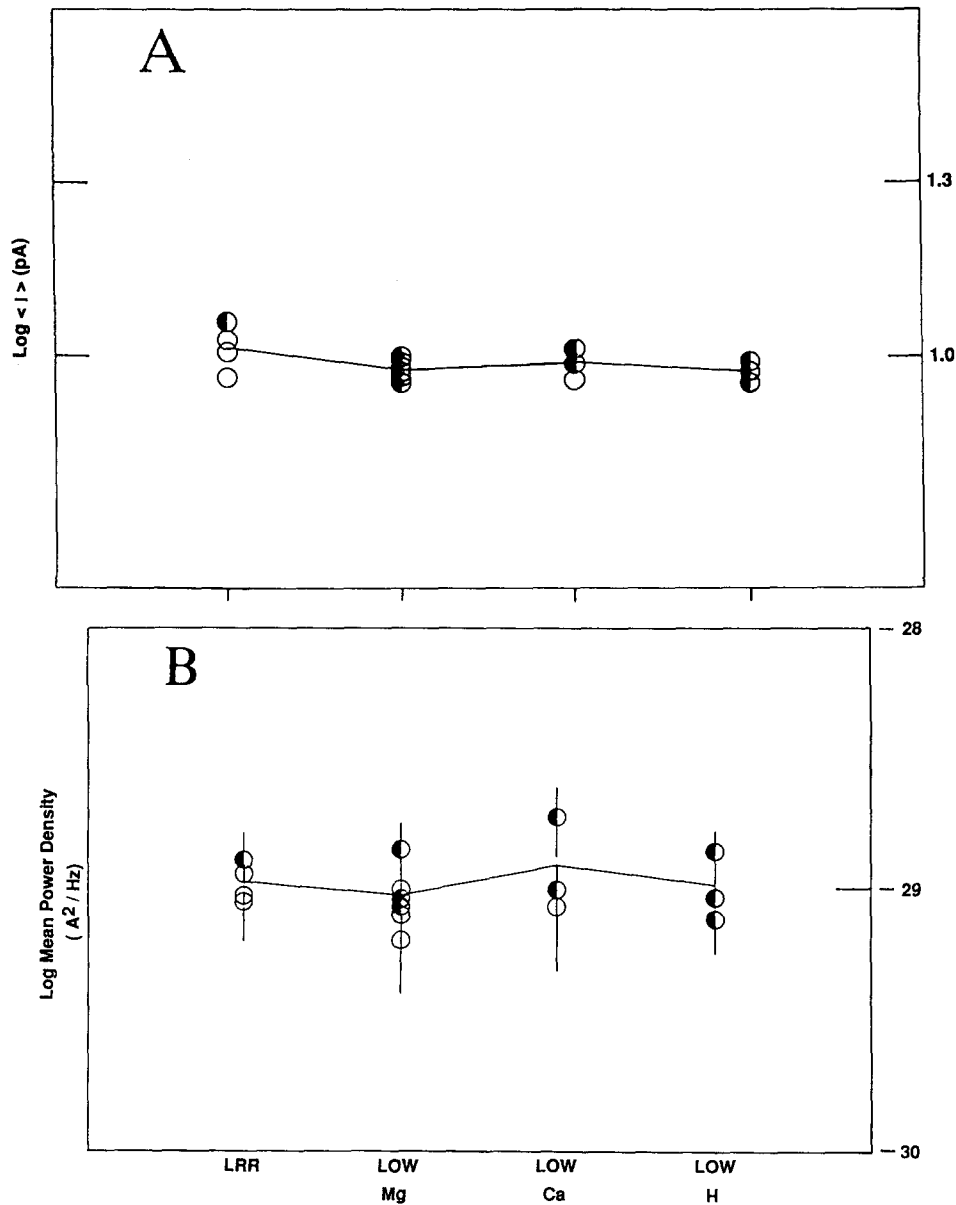 A
Log < I > (pA)
1.3
1.0
B
Log Mean Power Density
( A2 / Hz)
28
29
30
LRR LOW LOW LOW
Mg Ca H